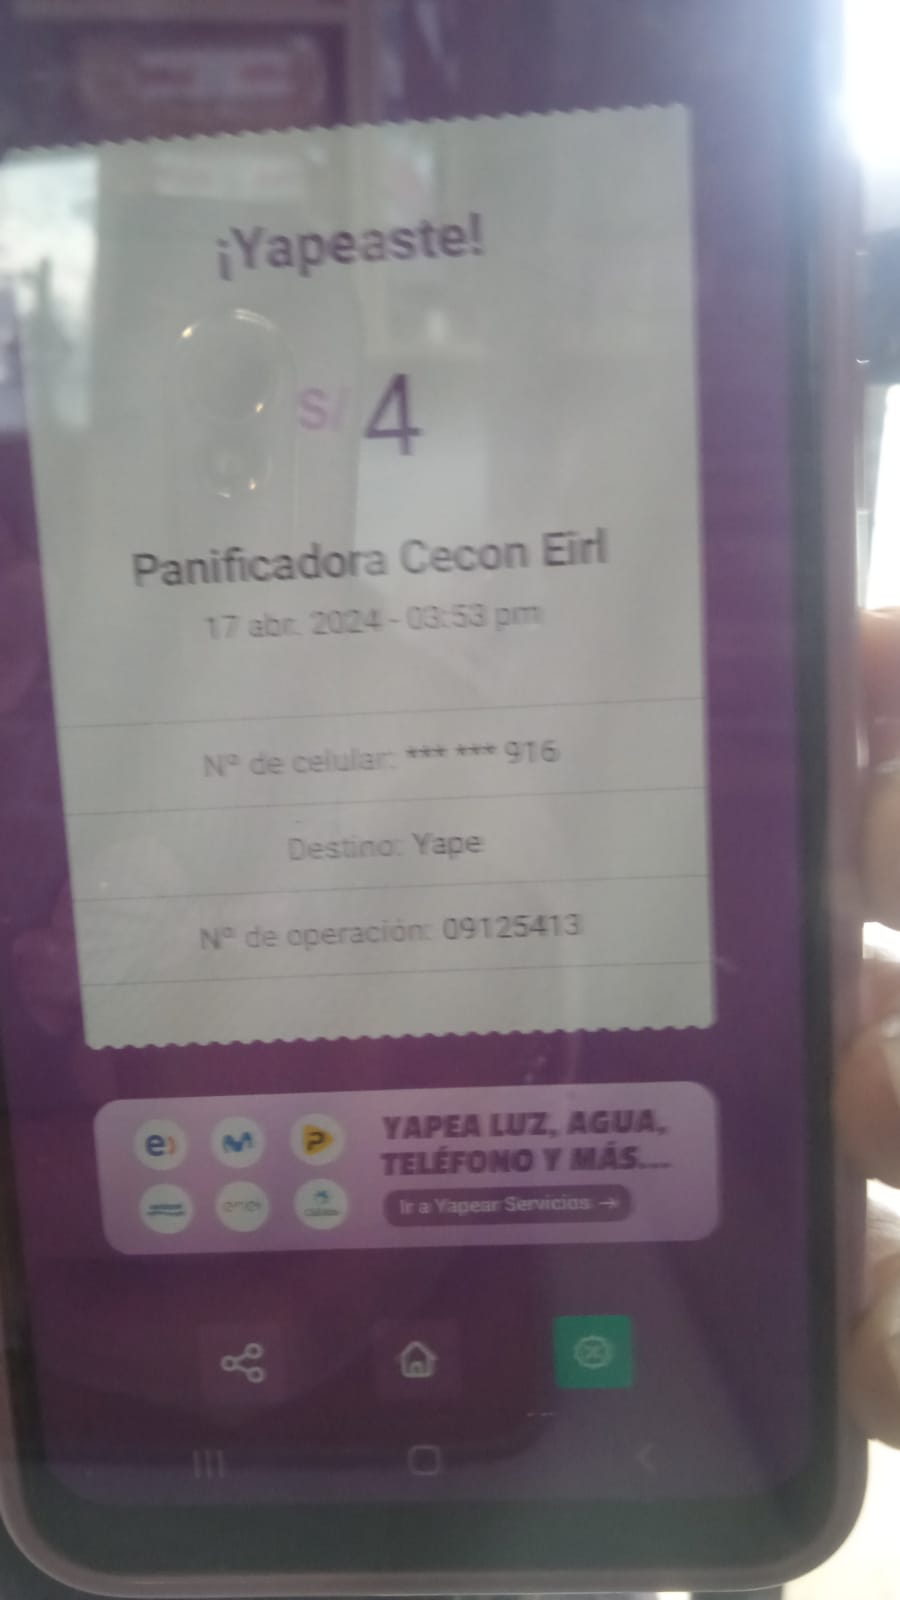 ¡Yapeaste!
S/ 4
Panificadora Cecon Eirl
17 abr. 2024 - 03:53 pm
Nº de celular: *** *** 916
Destino: Yape
Nº de operación: 09125413
YAPEA LUZ, AGUA,
TELÉFONO Y MÁS...
Ir a Yapear Servicios →
enel